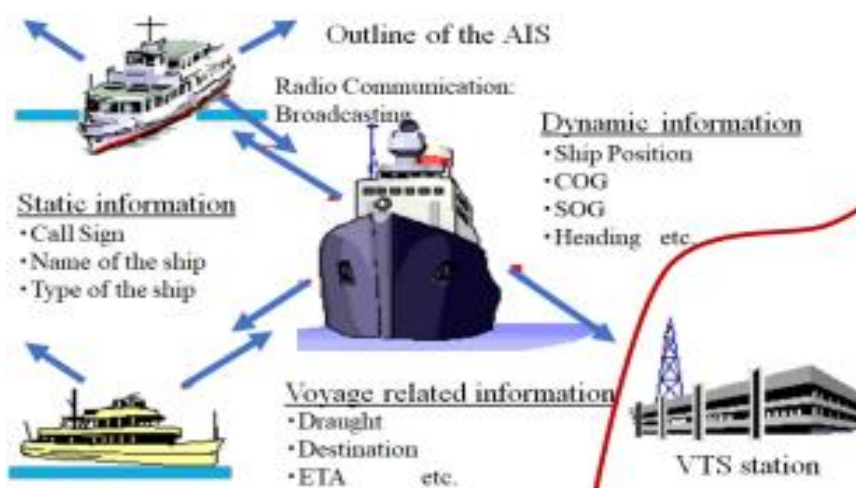 Outline of the AIS
Radio Communication:
Broadcasting
Dynamic information
・Ship Position
・COG
・SOG
・Heading etc.
Static information
・Call Sign
・Name of the ship
・Type of the ship
Voyage related information
・Draught
・Destination
・ETA etc.
VTS station